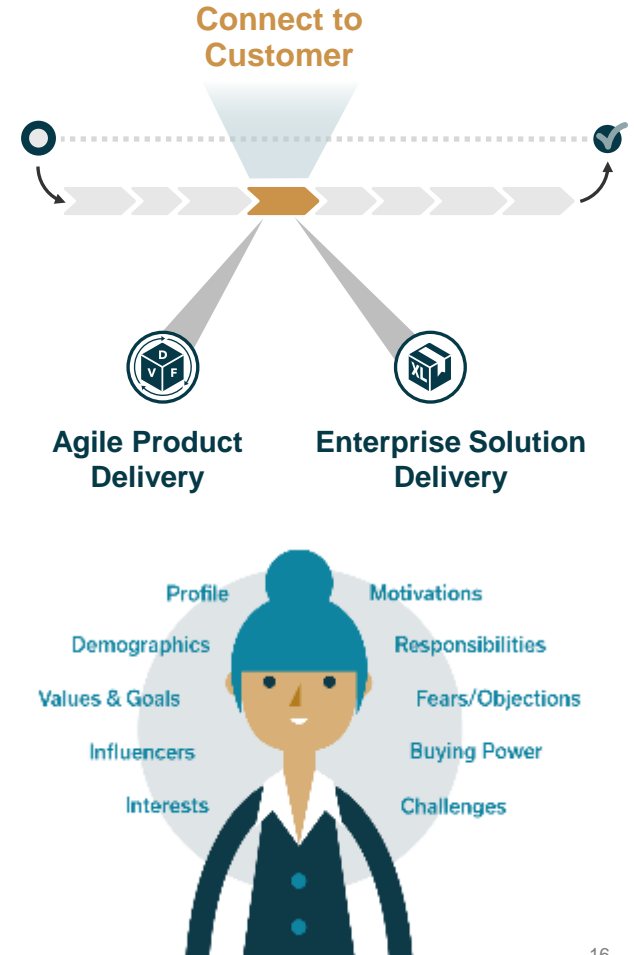 Connect to
Customer
D
V F
XL
Agile Product
Delivery
Enterprise Solution
Delivery
Profile
Motivations
Demographics
Responsibilities
Values & Goals
Fears/Objections
Influencers
Buying Power
Interests
Challenges
16